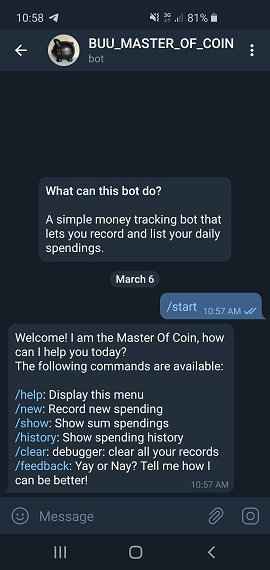 10:58
3G
81%
BUU_MASTER_OF_COIN
bot
What can this bot do?
A simple money tracking bot that
lets you record and list your daily
spendings.
March 6
/start 10:57 AM
Welcome! I am the Master Of Coin, how
can I help you today?
The following commands are available:
/help: Display this menu
/new: Record new spending
/show: Show sum spendings
/history: Show spending history
/clear: debugger: clear all your records
/feedback: Yay or Nay? Tell me how I
can be better! 10:57 AM
Message